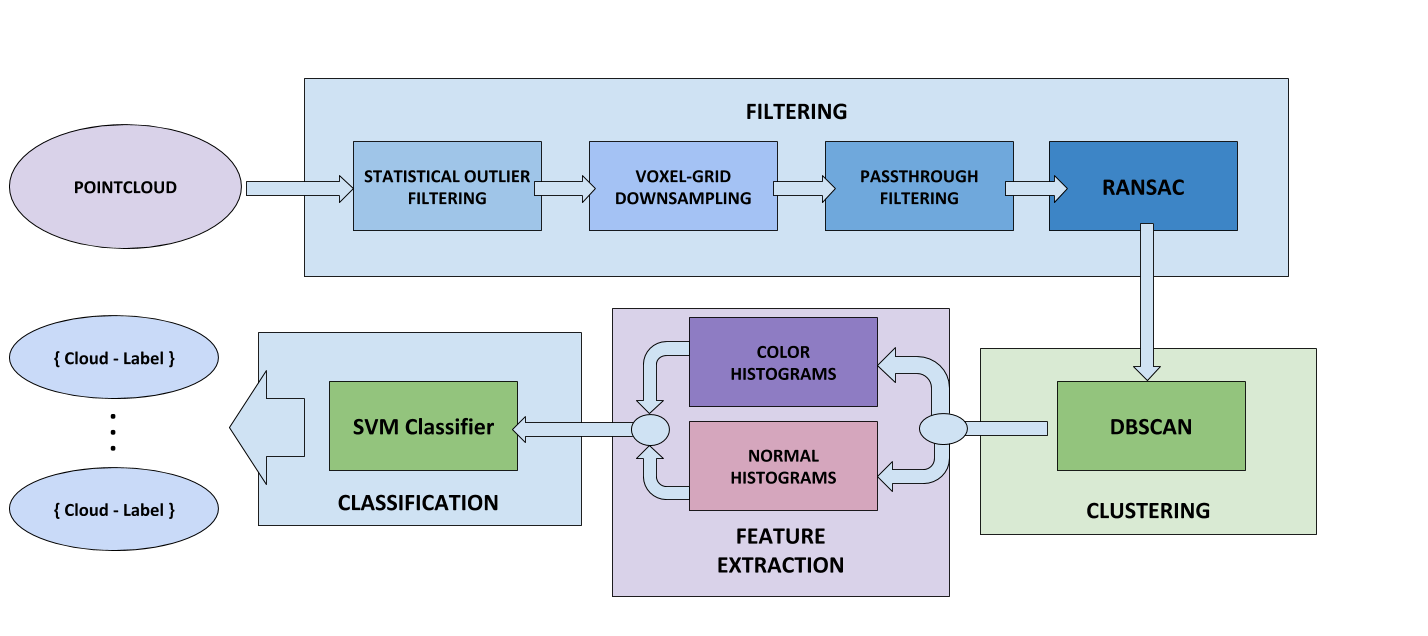 FILTERING
POINTCLOUD
STATISTICAL OUTLIER
FILTERING
VOXEL-GRID
DOWNSAMPLING
PASSTHROUGH
FILTERING
RANSAC
DBSCAN
CLUSTERING
COLOR
HISTOGRAMS
NORMAL
HISTOGRAMS
FEATURE
EXTRACTION
SVM Classifier
CLASSIFICATION
{ Cloud - Label }
{ Cloud - Label }